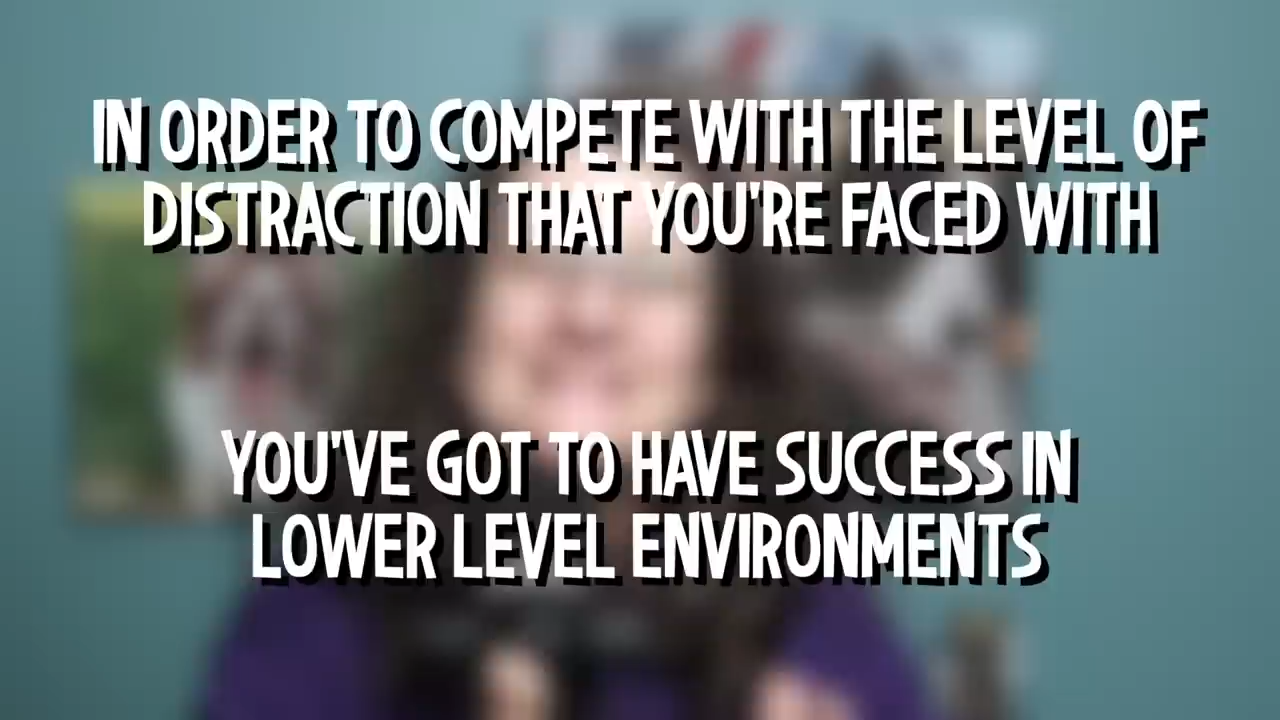 IN ORDER TO COMPETE WITH THE LEVEL OF
DISTRACTION THAT YOU'RE FACED WITH
YOU'VE GOT TO HAVE SUCCESS IN
LOWER LEVEL ENVIRONMENTS